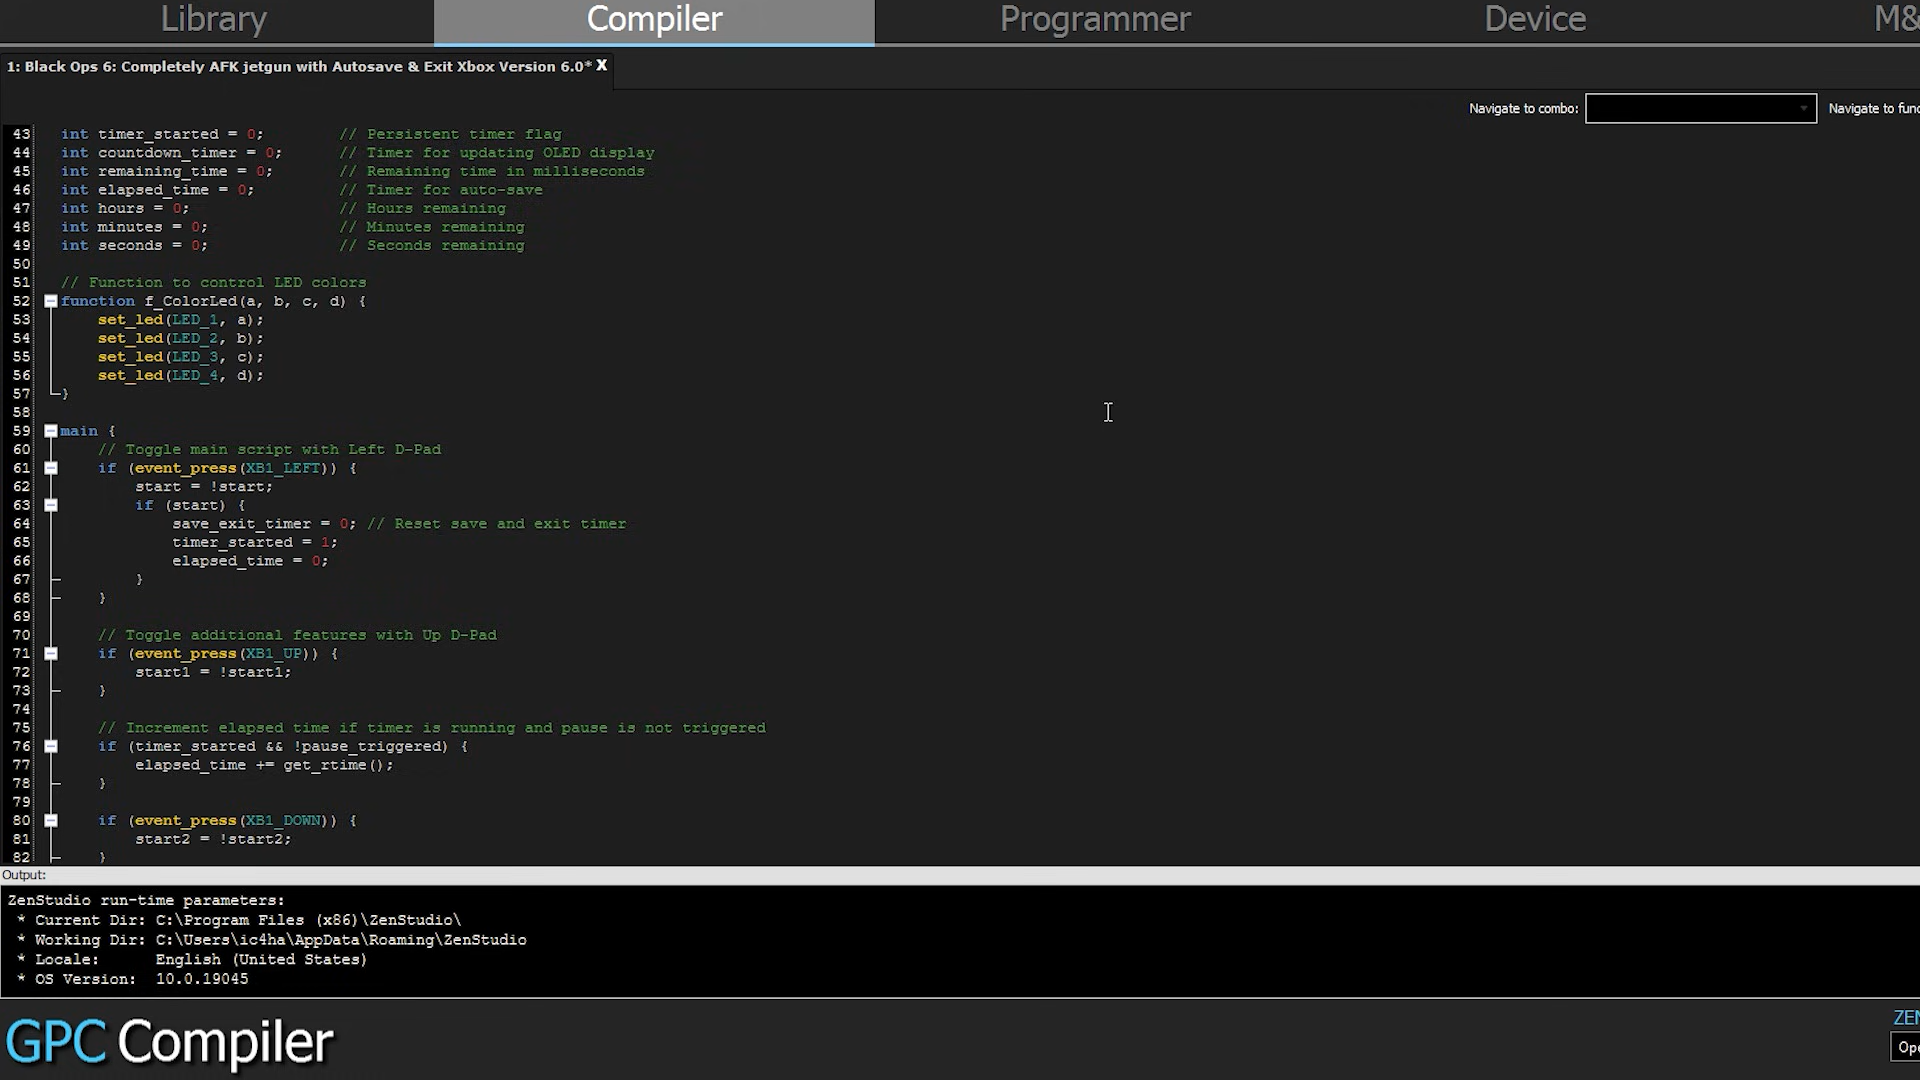 Library Compiler Programmer Device M&
1: Black Ops 6: Completely AFK jetgun with Autosave & Exit Xbox Version 6.0* X
Navigate to combo: Navigate to func
43 int timer_started = 0; // Persistent timer flag
44 int countdown_timer = 0; // Timer for updating OLED display
45 int remaining_time = 0; // Remaining time in milliseconds
46 int elapsed_time = 0; // Timer for auto-save
47 int hours = 0; // Hours remaining
48 int minutes = 0; // Minutes remaining
49 int seconds = 0; // Seconds remaining
50
51 // Function to control LED colors
52 function f_ColorLed(a, b, c, d) {
53 set_led(LED_1, a);
54 set_led(LED_2, b);
55 set_led(LED_3, c);
56 set_led(LED_4, d);
57 }
58
59 main {
60 // Toggle main script with Left D-Pad
61 if (event_press(XB1_LEFT)) {
62 start = !start;
63 if (start) {
64 save_exit_timer = 0; // Reset save and exit timer
65 timer_started = 1;
66 elapsed_time = 0;
67 }
68 }
69
70 // Toggle additional features with Up D-Pad
71 if (event_press(XB1_UP)) {
72 start1 = !start1;
73 }
74
75 // Increment elapsed time if timer is running and pause is not triggered
76 if (timer_started && !pause_triggered) {
77 elapsed_time += get_rtime();
78 }
79
80 if (event_press(XB1_DOWN)) {
81 start2 = !start2;
82 }
Output:
ZenStudio run-time parameters:
* Current Dir: C:\Program Files (x86)\ZenStudio\
* Working Dir: C:\Users\ic4ha\AppData\Roaming\ZenStudio
* Locale: English (United States)
* OS Version: 10.0.19045
GPC Compiler
ZEN
Ope